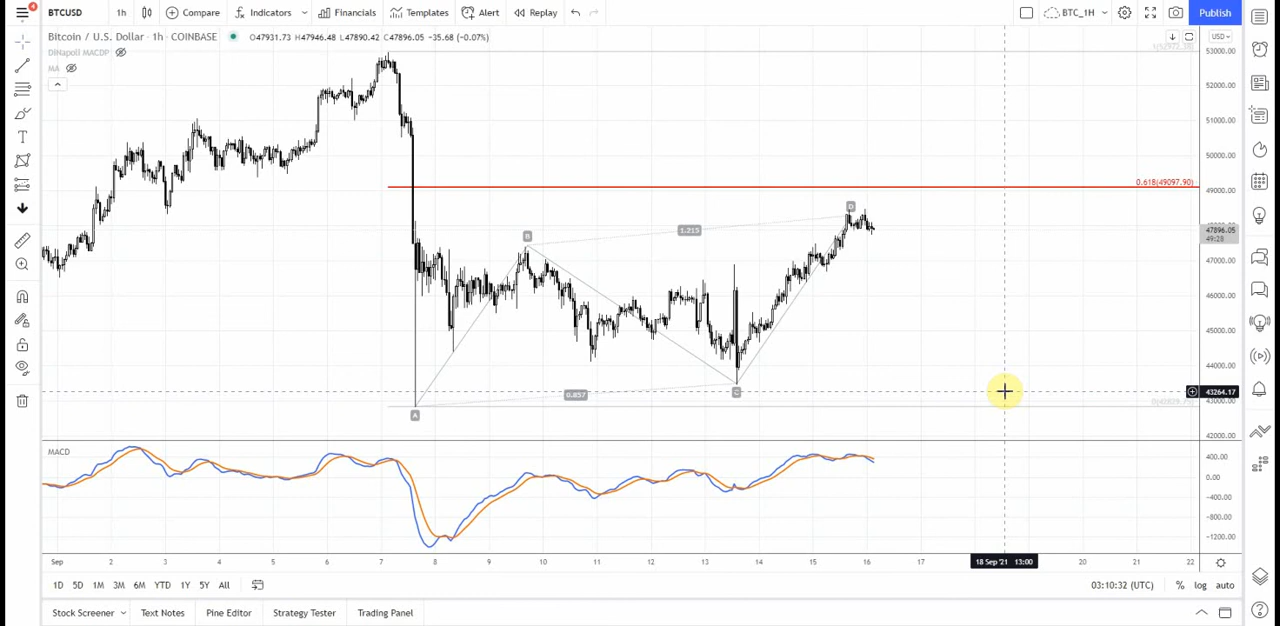 BTCUSD 1h Compare Indicators Financials Templates Alert Replay BTC_1H Publish
Bitcoin / U.S. Dollar · 1h · COINBASE O47931.73 H47946.48 L47890.42 C47896.05 −35.68 (−0.07%) USD
DiNapoli MACDP
MA
1(52972.38)
53000.00
52000.00
51000.00
50000.00
0.618(49097.90)
49000.00
D
48000.00
1.215
47896.05
49:28
B
47000.00
46000.00
45000.00
44000.00
C
0.857
43264.17
43000.00
A
42000.00
MACD
400.00
0.00
-400.00
-800.00
-1200.00
Sep 2 3 4 5 6 7 8 9 10 11 12 13 14 15 16 17 18 Sep '21 13:00 20 21 22
1D 5D 1M 3M 6M YTD 1Y 5Y All 03:10:32 (UTC) % log auto
Stock Screener Text Notes Pine Editor Strategy Tester Trading Panel